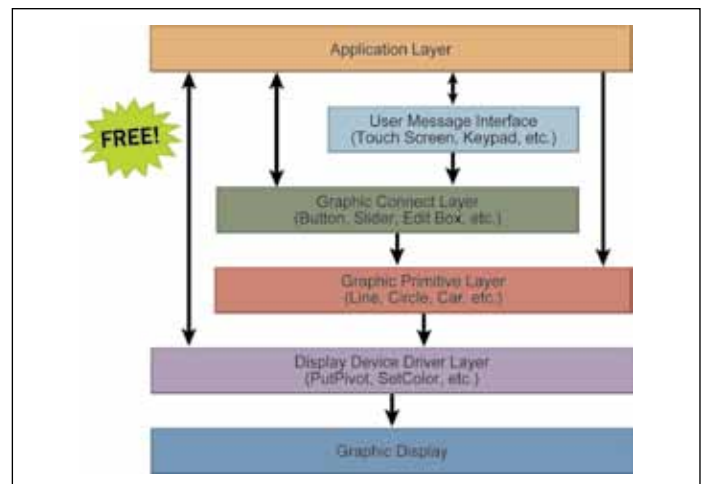 Application Layer
FREE!
User Message Interface
(Touch Screen, Keypad, etc.)
Graphic Connect Layer
(Button, Slider, Edit Box, etc.)
Graphic Primitive Layer
(Line, Circle, Car, etc.)
Display Device Driver Layer
(PutPivot, SetColor, etc.)
Graphic Display